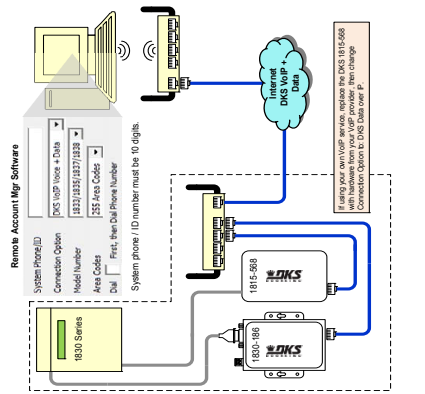 Remote Account Mgr Software
System Phone/ID
Connection Option
DKS VoIP Voice + Data
Model Number
1833/1835/1837/1838
Area Codes
255 Area Codes
Dial
First, then Dial Phone Number
System phone / ID number must be 10 digits.
Internet
DKS VoIP +
Data
If using your own VoIP service, replace the DKS 1815-568
with hardware from your VoIP provider, then change
Connection Option to: DKS Data over IP.
1830 Series
1815-568
DKS
1830-186
DKS